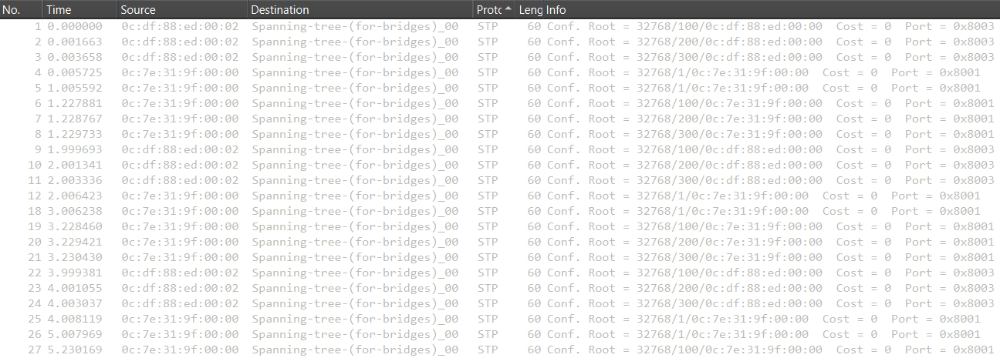 No. Time Source Destination Protc Leng Info
1 0.000000 0c:df:88:ed:00:02 Spanning-tree-(for-bridges)_00 STP 60 Conf. Root = 32768/100/0c:df:88:ed:00:00 Cost = 0 Port = 0x8003
2 0.001663 0c:df:88:ed:00:02 Spanning-tree-(for-bridges)_00 STP 60 Conf. Root = 32768/200/0c:df:88:ed:00:00 Cost = 0 Port = 0x8003
3 0.003658 0c:df:88:ed:00:02 Spanning-tree-(for-bridges)_00 STP 60 Conf. Root = 32768/300/0c:df:88:ed:00:00 Cost = 0 Port = 0x8003
4 0.005725 0c:7e:31:9f:00:00 Spanning-tree-(for-bridges)_00 STP 60 Conf. Root = 32768/1/0c:7e:31:9f:00:00 Cost = 0 Port = 0x8001
5 1.005592 0c:7e:31:9f:00:00 Spanning-tree-(for-bridges)_00 STP 60 Conf. Root = 32768/1/0c:7e:31:9f:00:00 Cost = 0 Port = 0x8001
6 1.227881 0c:7e:31:9f:00:00 Spanning-tree-(for-bridges)_00 STP 60 Conf. Root = 32768/100/0c:7e:31:9f:00:00 Cost = 0 Port = 0x8001
7 1.228767 0c:7e:31:9f:00:00 Spanning-tree-(for-bridges)_00 STP 60 Conf. Root = 32768/200/0c:7e:31:9f:00:00 Cost = 0 Port = 0x8001
8 1.229733 0c:7e:31:9f:00:00 Spanning-tree-(for-bridges)_00 STP 60 Conf. Root = 32768/300/0c:7e:31:9f:00:00 Cost = 0 Port = 0x8001
9 1.999693 0c:df:88:ed:00:02 Spanning-tree-(for-bridges)_00 STP 60 Conf. Root = 32768/100/0c:df:88:ed:00:00 Cost = 0 Port = 0x8003
10 2.001341 0c:df:88:ed:00:02 Spanning-tree-(for-bridges)_00 STP 60 Conf. Root = 32768/200/0c:df:88:ed:00:00 Cost = 0 Port = 0x8003
11 2.003336 0c:df:88:ed:00:02 Spanning-tree-(for-bridges)_00 STP 60 Conf. Root = 32768/300/0c:df:88:ed:00:00 Cost = 0 Port = 0x8003
12 2.006423 0c:7e:31:9f:00:00 Spanning-tree-(for-bridges)_00 STP 60 Conf. Root = 32768/1/0c:7e:31:9f:00:00 Cost = 0 Port = 0x8001
18 3.006238 0c:7e:31:9f:00:00 Spanning-tree-(for-bridges)_00 STP 60 Conf. Root = 32768/1/0c:7e:31:9f:00:00 Cost = 0 Port = 0x8001
19 3.228460 0c:7e:31:9f:00:00 Spanning-tree-(for-bridges)_00 STP 60 Conf. Root = 32768/100/0c:7e:31:9f:00:00 Cost = 0 Port = 0x8001
20 3.229421 0c:7e:31:9f:00:00 Spanning-tree-(for-bridges)_00 STP 60 Conf. Root = 32768/200/0c:7e:31:9f:00:00 Cost = 0 Port = 0x8001
21 3.230430 0c:7e:31:9f:00:00 Spanning-tree-(for-bridges)_00 STP 60 Conf. Root = 32768/300/0c:7e:31:9f:00:00 Cost = 0 Port = 0x8001
22 3.999381 0c:df:88:ed:00:02 Spanning-tree-(for-bridges)_00 STP 60 Conf. Root = 32768/100/0c:df:88:ed:00:00 Cost = 0 Port = 0x8003
23 4.001055 0c:df:88:ed:00:02 Spanning-tree-(for-bridges)_00 STP 60 Conf. Root = 32768/200/0c:df:88:ed:00:00 Cost = 0 Port = 0x8003
24 4.003037 0c:df:88:ed:00:02 Spanning-tree-(for-bridges)_00 STP 60 Conf. Root = 32768/300/0c:df:88:ed:00:00 Cost = 0 Port = 0x8003
25 4.008119 0c:7e:31:9f:00:00 Spanning-tree-(for-bridges)_00 STP 60 Conf. Root = 32768/1/0c:7e:31:9f:00:00 Cost = 0 Port = 0x8001
26 5.007969 0c:7e:31:9f:00:00 Spanning-tree-(for-bridges)_00 STP 60 Conf. Root = 32768/1/0c:7e:31:9f:00:00 Cost = 0 Port = 0x8001
27 5.230169 0c:7e:31:9f:00:00 Spanning-tree-(for-bridges)_00 STP 60 Conf. Root = 32768/100/0c:7e:31:9f:00:00 Cost = 0 Port = 0x8001